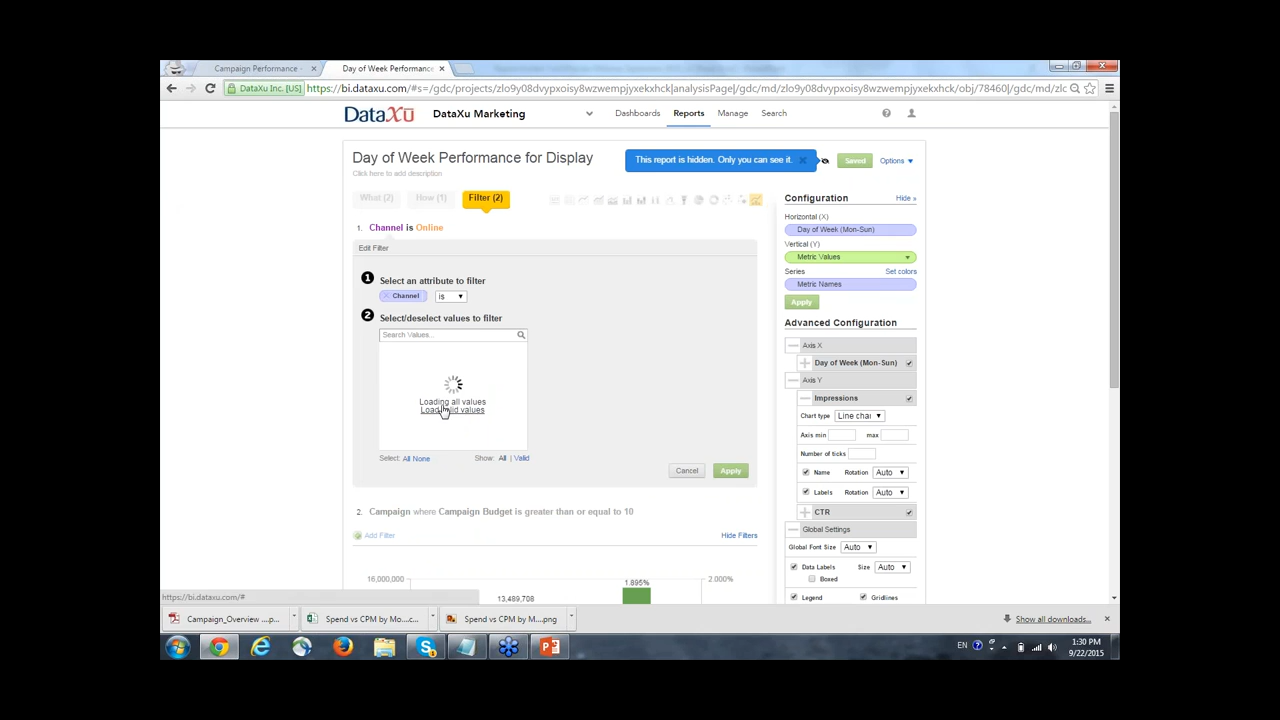 Campaign Performance - ×
Day of Week Performance ×
DataXu Inc. [US]
https://bi.dataxu.com/#s=/gdc/projects/zlo9y08dvypxoisy8wzwempjyxekxhck|analysisPage|/gdc/md/zlo9y08dvypxoisy8wzwempjyxekxhck/obj/78460|/gdc/md/zlc
DataXu
DataXu Marketing
Dashboards Reports Manage Search
Day of Week Performance for Display
Click here to add description
This report is hidden. Only you can see it. ×
Saved
Options
What (2) How (1) Filter (2)
1. Channel is Online
Edit Filter
1 Select an attribute to filter
Channel is
2 Select/deselect values to filter
Search Values...
Loading all values
Load valid values
Select: All None Show: All | Valid
Cancel Apply
2. Campaign where Campaign Budget is greater than or equal to 10
Add Filter
Hide Filters
16,000,000
13,489,708
1.895%
2.000%
Configuration Hide »
Horizontal (X)
Day of Week (Mon-Sun)
Vertical (Y)
Metric Values
Series Set colors
Metric Names
Apply
Advanced Configuration
Axis X
Day of Week (Mon-Sun)
Axis Y
Impressions
Chart type Line char
Axis min max
Number of ticks
Name Rotation Auto
Labels Rotation Auto
CTR
Global Settings
Global Font Size Auto
Data Labels Size Auto
Boxed
Legend Gridlines
https://bi.dataxu.com/#
Campaign_Overview_...p...
Spend vs CPM by Mo....c...
Spend vs CPM by M....png
Show all downloads...
EN
1:30 PM
9/22/2015